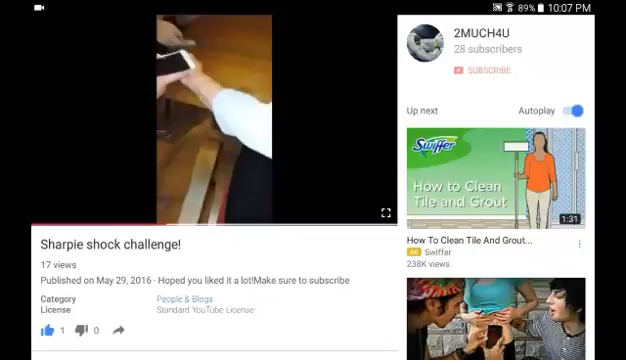 89% 10:07 PM
2MUCH4U
28 subscribers
SUBSCRIBE
Up next
Autoplay
Swiffer
How to Clean
Tile and Grout
1:31
How To Clean Tile And Grout...
Ad Swiffer
238K views
Sharpie shock challenge!
17 views
Published on May 29, 2016 · Hoped you liked it a lot!Make sure to subscribe
Category People & Blogs
License Standard YouTube License
1 0